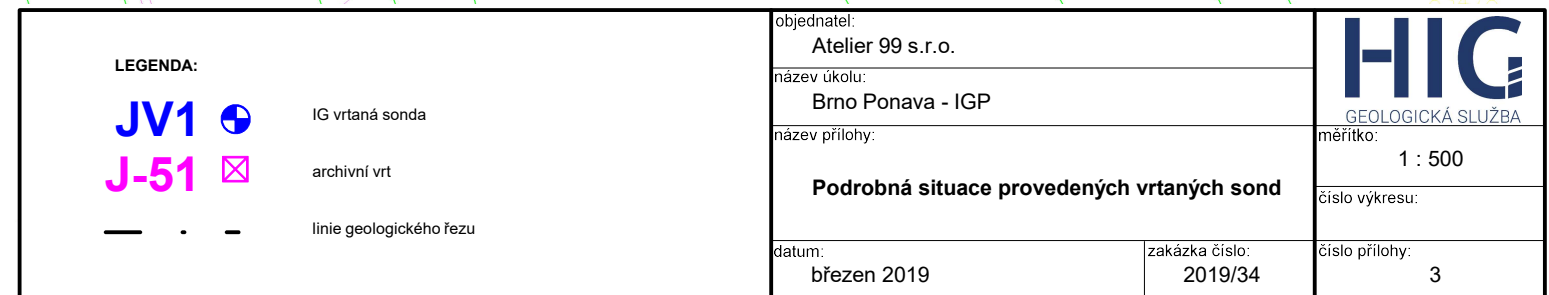 LEGENDA:
JV1 IG vrtaná sonda
J-51 archivní vrt
linie geologického řezu
objednatel:
Atelier 99 s.r.o.
název úkolu:
Brno Ponava - IGP
název přílohy:
Podrobná situace provedených vrtaných sond
datum:
březen 2019
zakázka číslo:
2019/34
HIG
GEOLOGICKÁ SLUŽBA
měřítko:
1 : 500
číslo výkresu:
číslo přílohy:
3